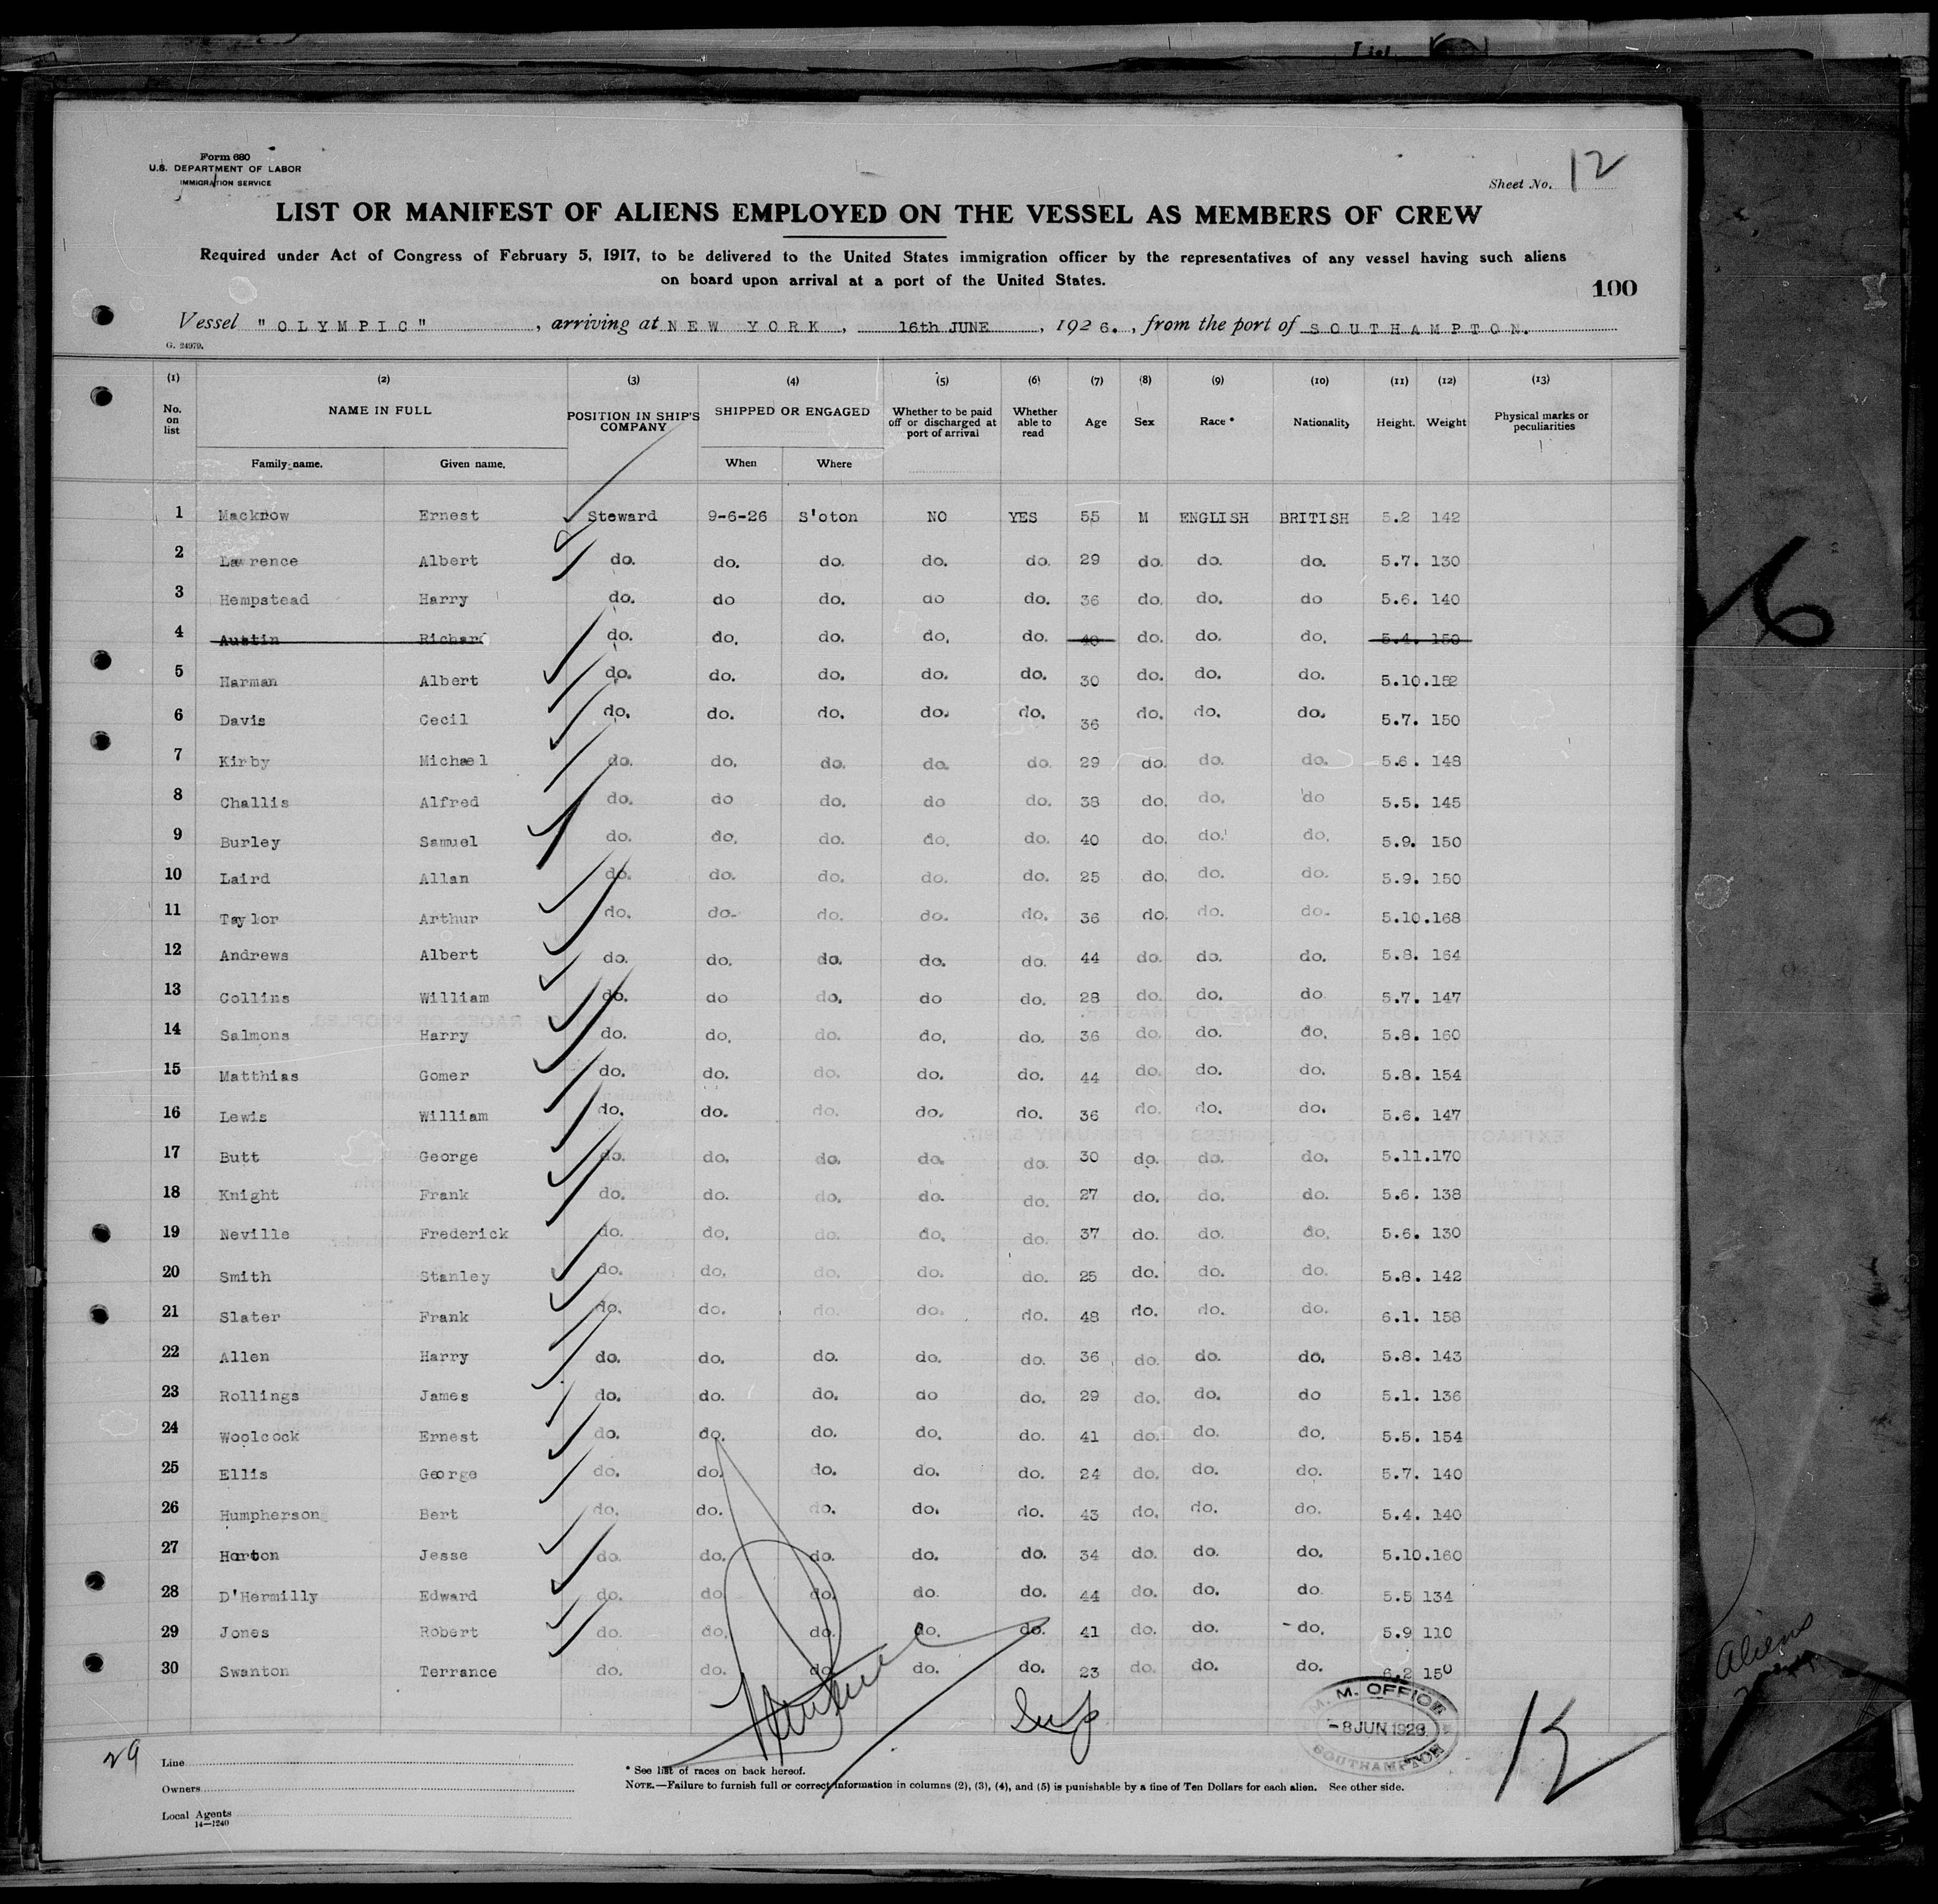 Form 680
U.S. DEPARTMENT OF LABOR
IMMIGRATION SERVICE
Sheet No. 12
LIST OR MANIFEST OF ALIENS EMPLOYED ON THE VESSEL AS MEMBERS OF CREW
Required under Act of Congress of February 5, 1917, to be delivered to the United States immigration officer by the representatives of any vessel having such aliens
on board upon arrival at a port of the United States.
100
Vessel "OLYMPIC", arriving at NEW YORK, 16th JUNE, 1926., from the port of SOUTHAMPTON.
G. 24979.
(1) (2) (3) (4) (5) (6) (7) (8) (9) (10) (11) (12) (13)
No. on list NAME IN FULL POSITION IN SHIP'S COMPANY SHIPPED OR ENGAGED Whether to be paid off or discharged at port of arrival Whether able to read Age Sex Race * Nationality Height. Weight Physical marks or peculiarities
Family name. Given name. When Where
1 Macknow Ernest Steward 9-6-26 S'oton NO YES 55 M ENGLISH BRITISH 5.2 142
2 Lawrence Albert do. do. do. do. do. 29 do. do. do. 5.7. 130
3 Hempstead Harry do. do do. do do. 36 do. do. do 5.6. 140
4 Austin Richard do. do. do. do. do. 40 do. do. do. 5.4. 150
5 Harman Albert do. do. do. do. do. 30 do. do. do. 5.10. 152
6 Davis Cecil do. do. do. do. do. 36 do. do. do. 5.7. 150
7 Kirby Michael do. do. do. do. do. 29 do. do. do. 5.6. 148
8 Challis Alfred do. do do. do do. 38 do. do. do 5.5. 145
9 Burley Samuel do. do. do. do. do. 40 do. do. do. 5.9. 150
10 Laird Allan do. do. do. do. do. 25 do. do. do. 5.9. 150
11 Taylor Arthur do. do. do. do. do. 36 do. do. do. 5.10. 168
12 Andrews Albert do. do. do. do. do. 44 do. do. do. 5.8. 164
13 Collins William do. do do. do do. 28 do. do. do 5.7. 147
14 Salmons Harry do. do. do. do. do. 36 do. do. do. 5.8. 160
15 Matthias Gomer do. do. do. do. do. 44 do. do. do. 5.8. 154
16 Lewis William do. do. do. do. do. 36 do. do. do. 5.6. 147
17 Butt George do. do. do. do. do. 30 do. do. do. 5.11. 170
18 Knight Frank do. do. do. do. do. 27 do. do. do. 5.6. 138
19 Neville Frederick do. do. do. do. do. 37 do. do. do. 5.6. 130
20 Smith Stanley do. do. do. do. do. 25 do. do. do. 5.8. 142
21 Slater Frank do. do. do. do. do. 48 do. do. do. 6.1. 158
22 Allen Harry do. do. do. do. do. 36 do. do. do. 5.8. 143
23 Rollings James do. do. do. do do. 29 do. do. do 5.1. 136
24 Woolcock Ernest do. do. do. do. do. 41 do. do. do. 5.5. 154
25 Ellis George do. do. do. do. do. 24 do. do. do. 5.7. 140
26 Humpherson Bert do. do. do. do. do. 43 do. do. do. 5.4. 140
27 Horton Jesse do. do. do. do. do. 34 do. do. do. 5.10. 160
28 D'Hermilly Edward do. do do. do. do. 44 do. do. do 5.5 134
29 Jones Robert do. do. do. do. do. 41 do. do. do. 5.9 110
30 Swanton Terrance do. do. do. do. do. 23 do. do. do. 6.2 150
M. M. OFFICE
-8 JUN 1926
SOUTHAMPTON
29
12
Line
Owners
Local Agents
14—1240
* See list of races on back hereof.
NOTE.—Failure to furnish full or correct information in columns (2), (3), (4), and (5) is punishable by a fine of Ten Dollars for each alien. See other side.
Aliens